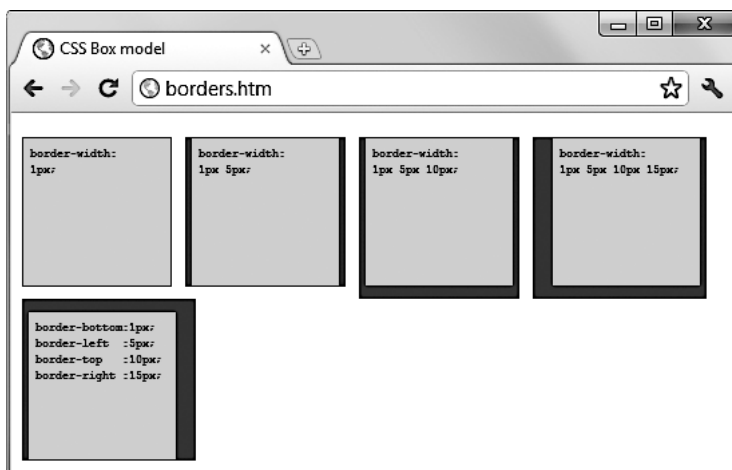 CSS Box model
borders.htm
border-width:
1px;
border-width:
1px 5px;
border-width:
1px 5px 10px;
border-width:
1px 5px 10px 15px;
border-bottom:1px;
border-left  :5px;
border-top   :10px;
border-right :15px;